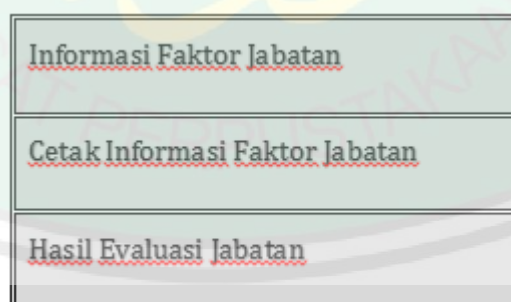 Informasi Faktor Jabatan
Cetak Informasi Faktor Jabatan
Hasil Evaluasi Jabatan